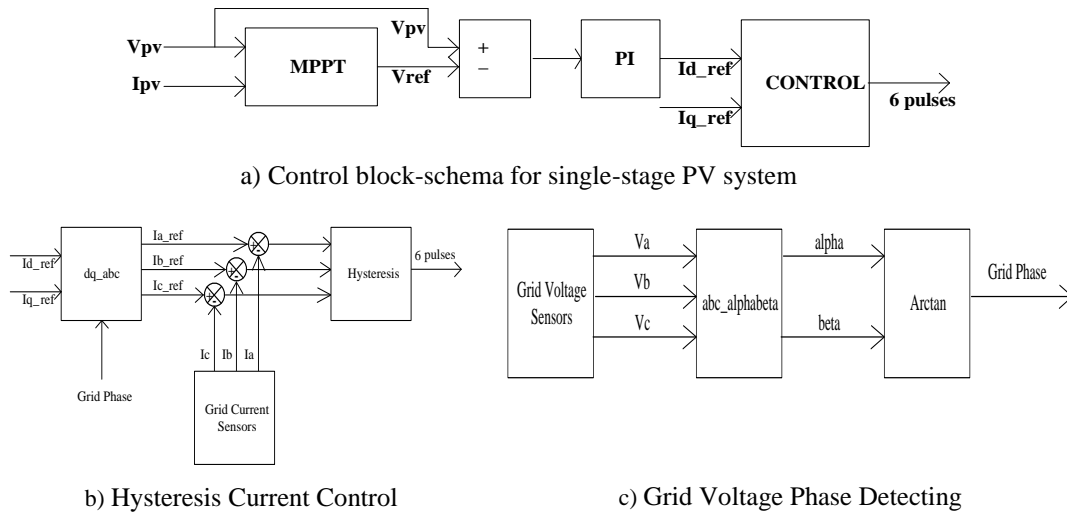 Vpv
Ipv
MPPT
Vpv
Vref
+
−
PI
Id_ref
Iq_ref
CONTROL
6 pulses
a) Control block-schema for single-stage PV system
Id_ref
Iq_ref
dq_abc
Grid Phase
Ia_ref
Ib_ref
Ic_ref
+
-
+
-
+
-
Ic
Ib
Ia
Grid Current
Sensors
Hysteresis
6 pulses
b) Hysteresis Current Control
Grid Voltage
Sensors
Va
Vb
Vc
abc_alphabeta
alpha
beta
Arctan
Grid Phase
c) Grid Voltage Phase Detecting